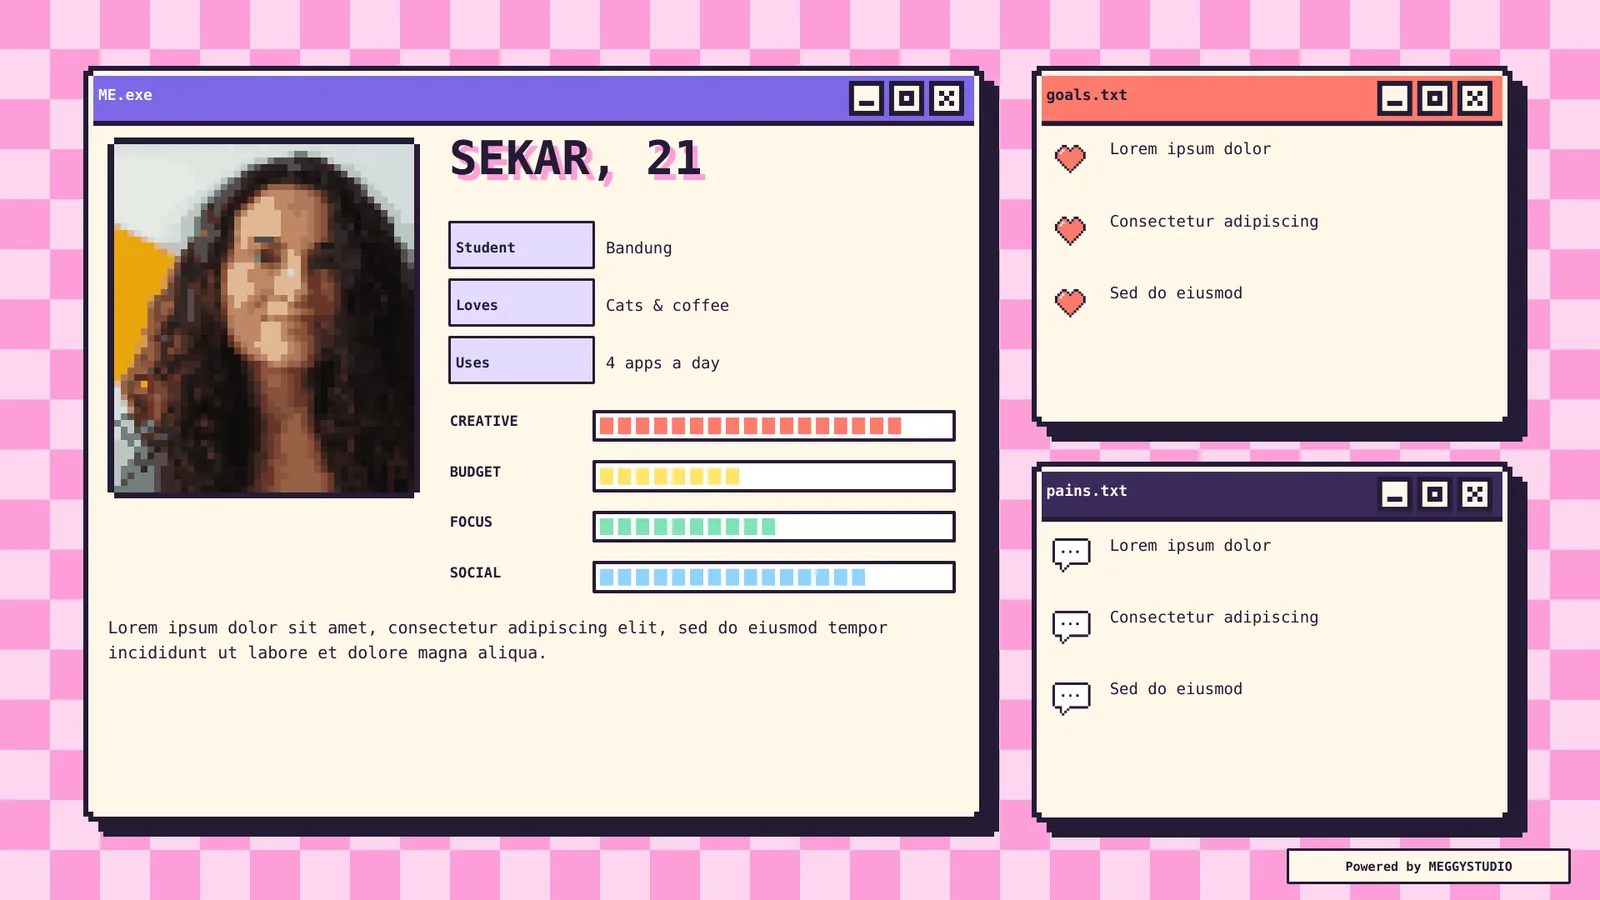 ME.exe
SEKAR, 21
Student
Bandung
Loves
Cats & coffee
Uses
4 apps a day
CREATIVE
BUDGET
FOCUS
SOCIAL
Lorem ipsum dolor sit amet, consectetur adipiscing elit, sed do eiusmod tempor
incididunt ut labore et dolore magna aliqua.
goals.txt
Lorem ipsum dolor
Consectetur adipiscing
Sed do eiusmod
pains.txt
Lorem ipsum dolor
Consectetur adipiscing
Sed do eiusmod
Powered by MEGGYSTUDIO